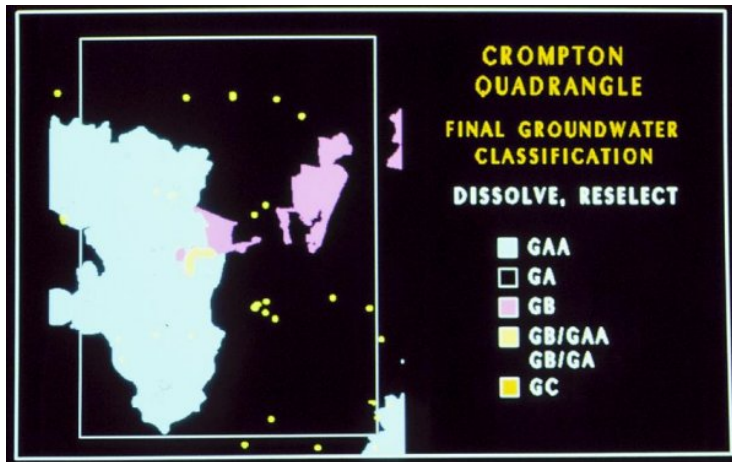 CROMPTON
QUADRANGLE
FINAL GROUNDWATER
CLASSIFICATION
DISSOLVE, RESELECT
GAA
GA
GB
GB/GAA
GB/GA
GC